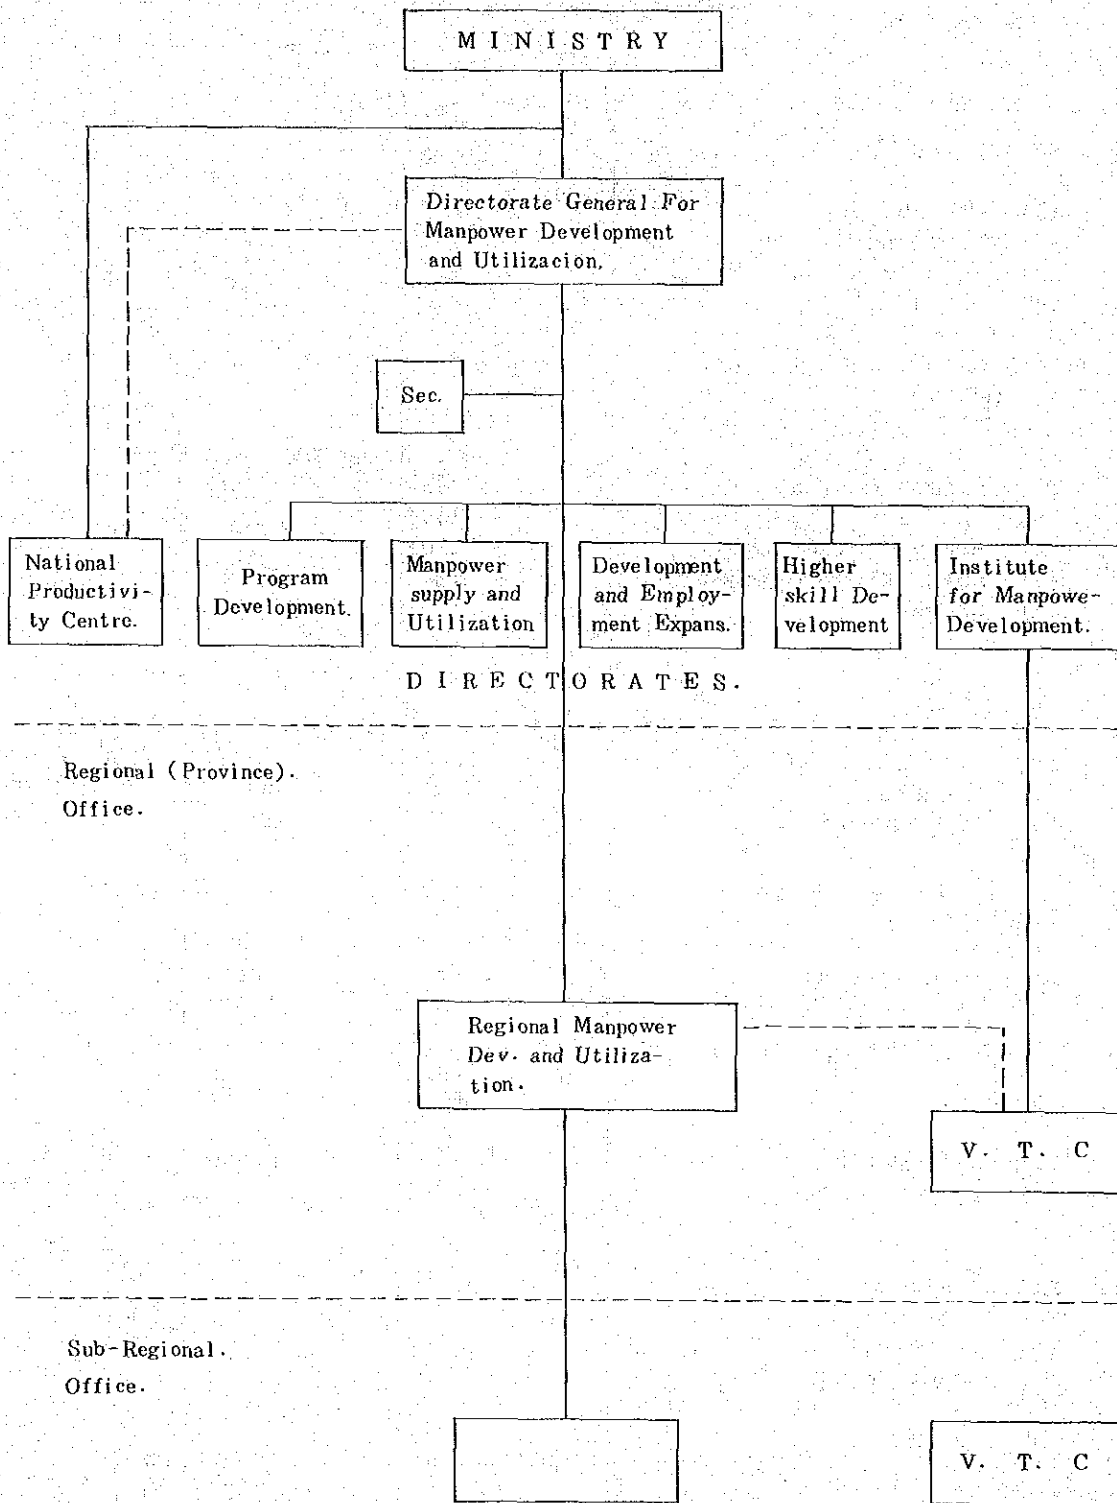 MINISTRY
Directorate General For
Manpower Development
and Utilizacion.
Sec.
National
Productivi-
ty Centre.
Program
Development.
Manpower
supply and
Utilization
Development
and Employ-
ment Expans.
Higher
skill De-
velopment
Institute
for Manpowe-
Development.
DIRECTORATES.
Regional (Province).
Office.
Regional Manpower
Dev. and Utiliza-
tion.
V. T. C
Sub-Regional.
Office.
V. T. C